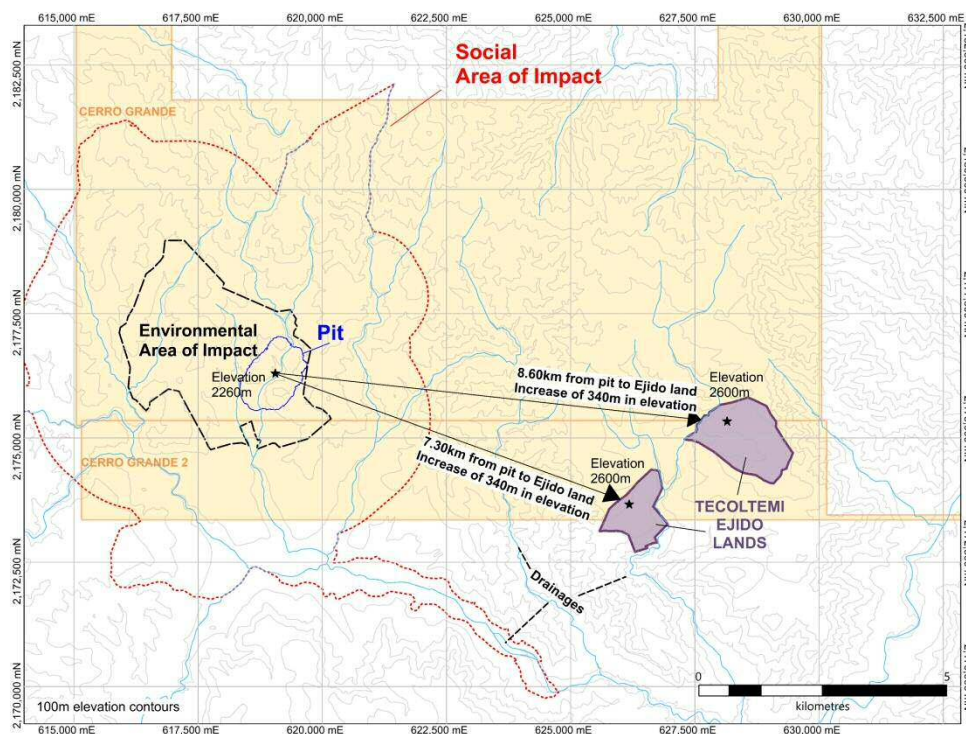 615,000 mE
617,500 mE
620,000 mE
622,500 mE
625,000 mE
627,500 mE
630,000 mE
632,500 mE
2,182,500 mN
Social
Area of Impact
CERRO GRANDE
2,180,000 mN
2,177,500 mN
Environmental
Area of Impact
Pit
Elevation
2260m
8.60km from pit to Ejido land
Increase of 340m in elevation
Elevation
2600m
2,175,000 mN
CERRO GRANDE 2
7.30km from pit to Ejido land
Increase of 340m in elevation
Elevation
2600m
TECOLTEMI
EJIDO
LANDS
2,172,500 mN
Drainages
2,170,000 mN
100m elevation contours
0
5
kilometres
615,000 mE
617,500 mE
620,000 mE
622,500 mE
625,000 mE
627,500 mE
630,000 mE
632,500 mE